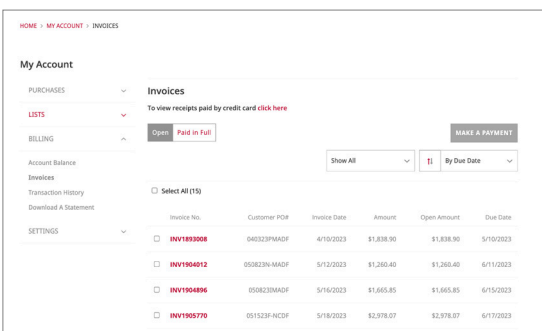 HOME > MY ACCOUNT > INVOICES
My Account
PURCHASES
LISTS
BILLING
Account Balance
Invoices
Transaction History
Download A Statement
SETTINGS
Invoices
To view receipts paid by credit card click here
Open Paid in Full
MAKE A PAYMENT
Show All By Due Date
Select All (15)
Invoice No. Customer PO# Invoice Date Amount Open Amount Due Date
INV1893008 040323PMADF 4/10/2023 $1,838.90 $1,838.90 5/10/2023
INV1904012 050823N-MADF 5/12/2023 $1,260.40 $1,260.40 6/11/2023
INV1904896 050823IMADF 5/16/2023 $1,665.85 $1,665.85 6/15/2023
INV1905770 051523F-NCDF 5/18/2023 $2,978.07 $2,978.07 6/17/2023